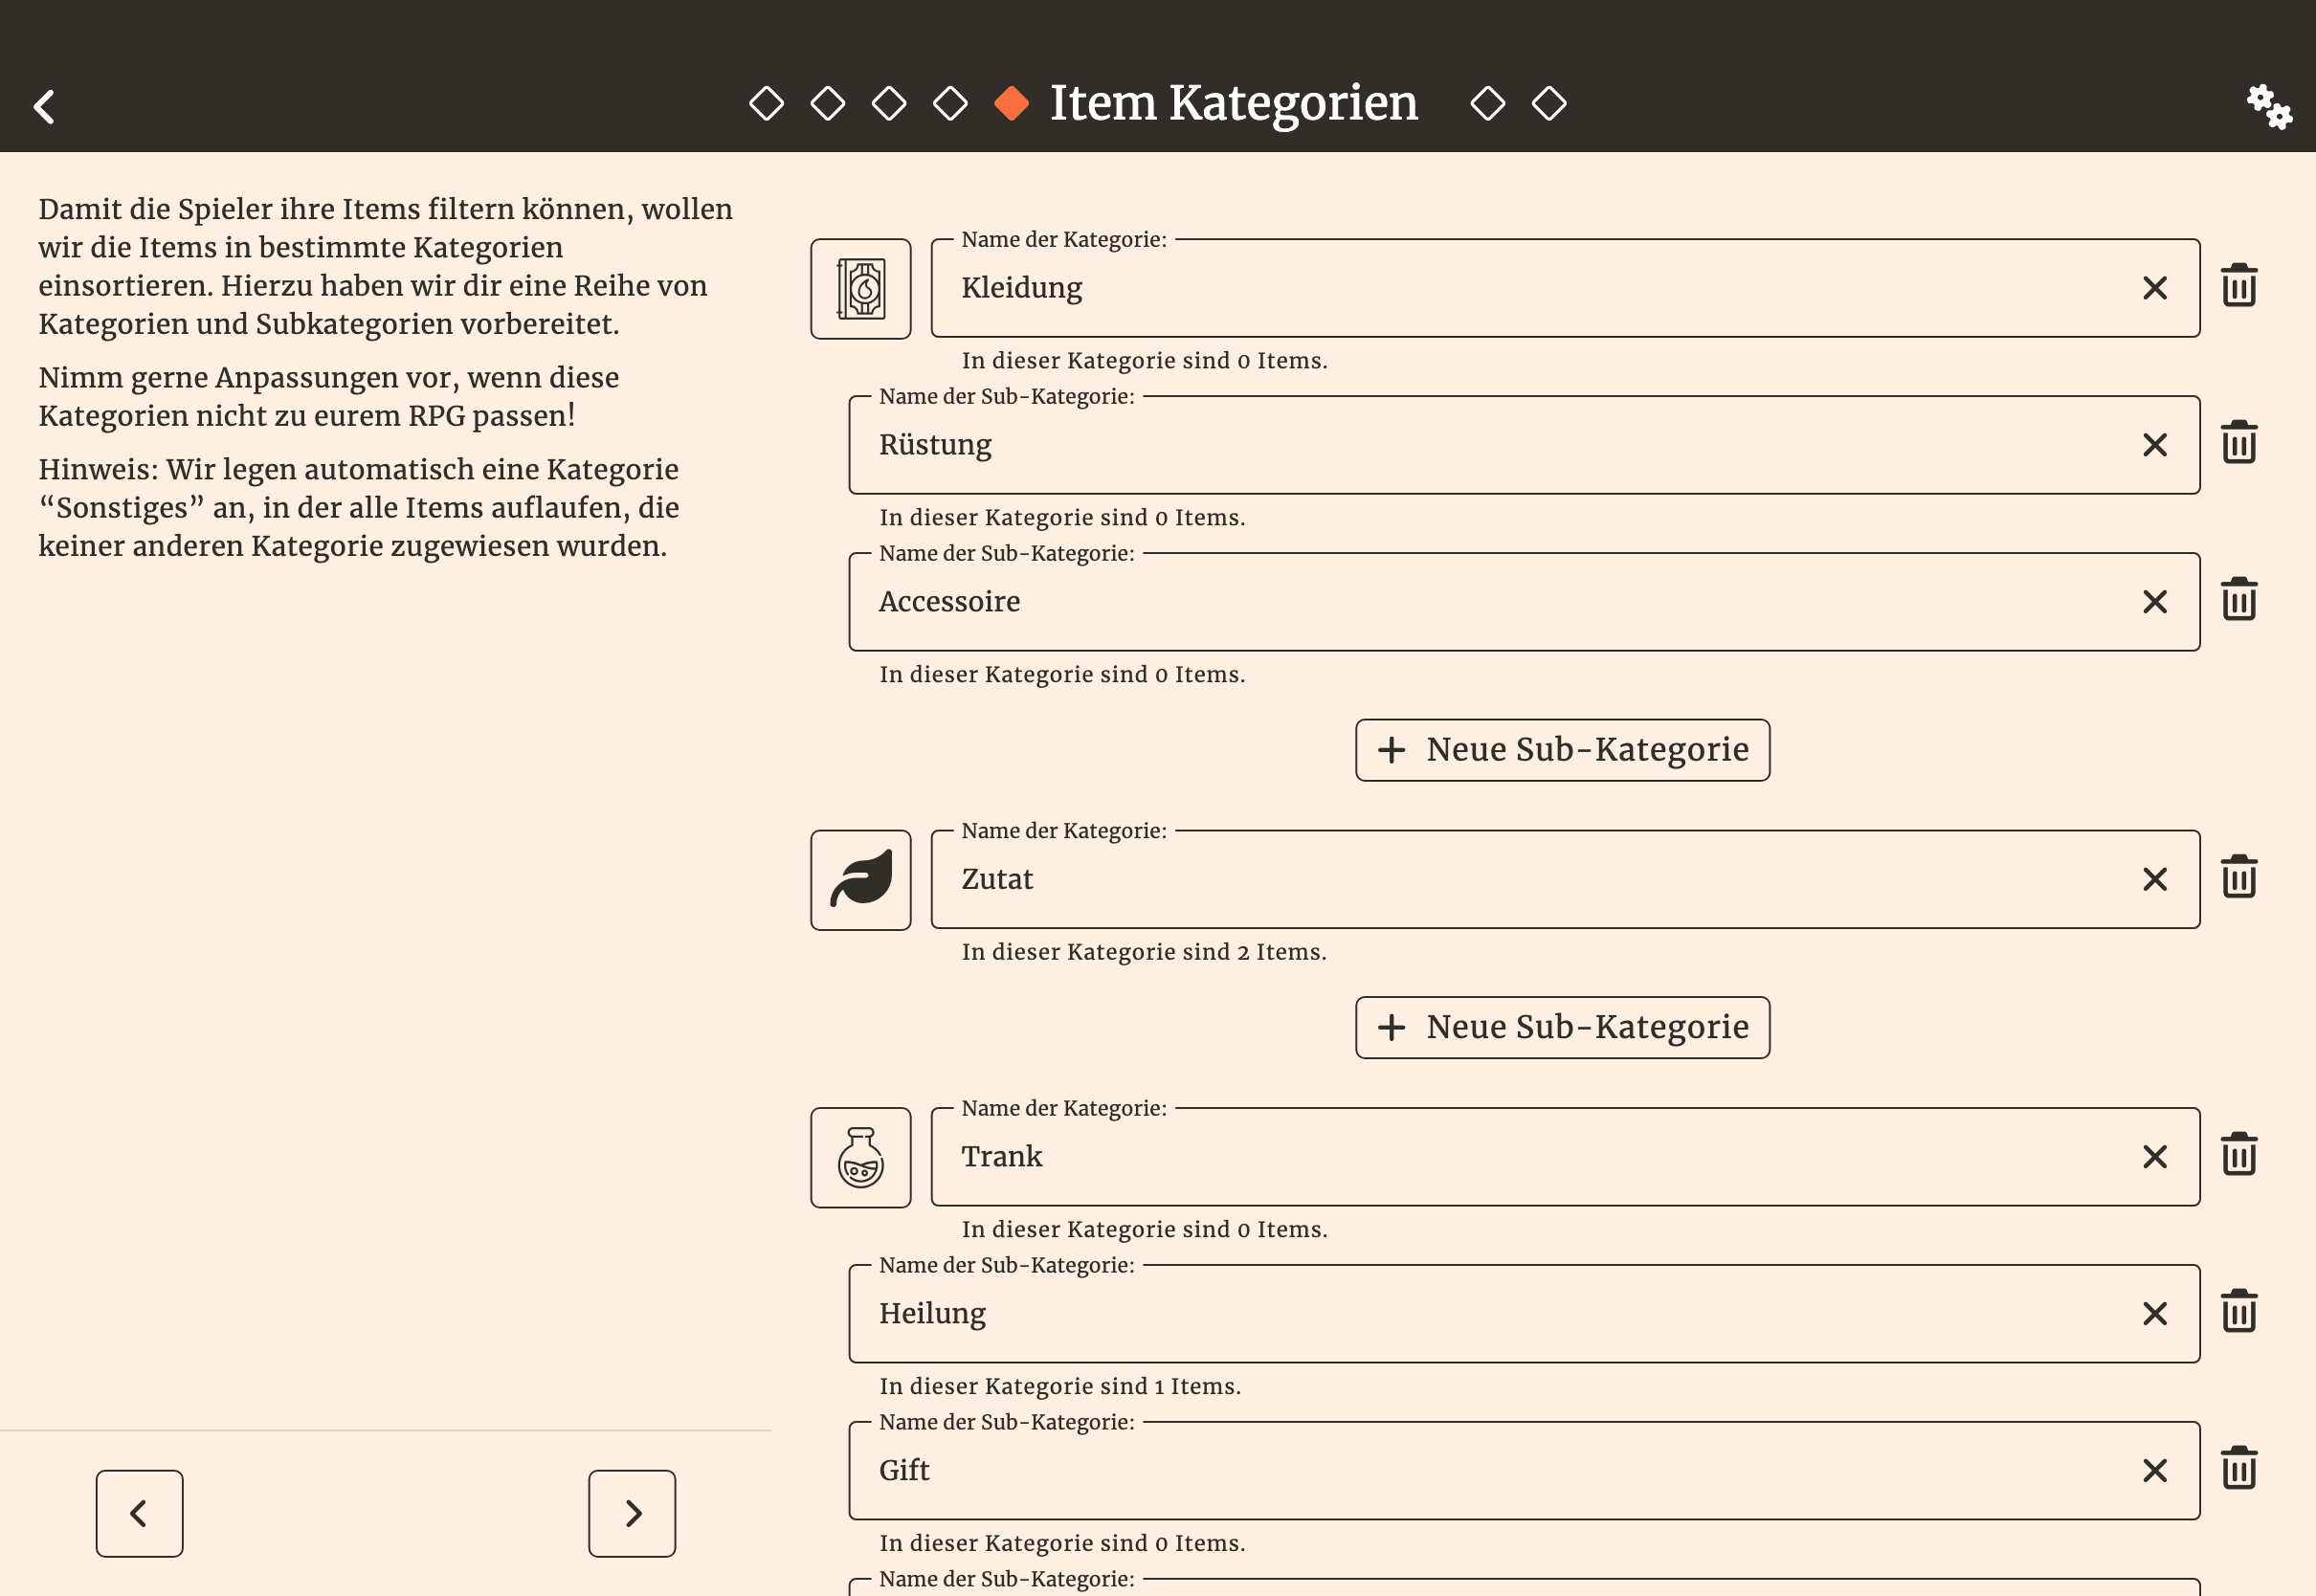 Item Kategorien
Damit die Spieler ihre Items filtern können, wollen
wir die Items in bestimmte Kategorien
einsortieren. Hierzu haben wir dir eine Reihe von
Kategorien und Subkategorien vorbereitet.
Nimm gerne Anpassungen vor, wenn diese
Kategorien nicht zu eurem RPG passen!
Hinweis: Wir legen automatisch eine Kategorie
“Sonstiges” an, in der alle Items auflaufen, die
keiner anderen Kategorie zugewiesen wurden.
Name der Kategorie:
Kleidung
In dieser Kategorie sind 0 Items.
Name der Sub-Kategorie:
Rüstung
In dieser Kategorie sind 0 Items.
Name der Sub-Kategorie:
Accessoire
In dieser Kategorie sind 0 Items.
+ Neue Sub-Kategorie
Name der Kategorie:
Zutat
In dieser Kategorie sind 2 Items.
+ Neue Sub-Kategorie
Name der Kategorie:
Trank
In dieser Kategorie sind 0 Items.
Name der Sub-Kategorie:
Heilung
In dieser Kategorie sind 1 Items.
Name der Sub-Kategorie:
Gift
In dieser Kategorie sind 0 Items.
Name der Sub-Kategorie: